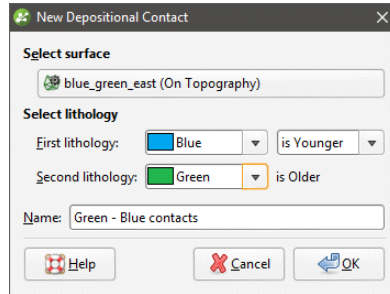 New Depositional Contact
Select surface
blue_green_east (On Topography)
Select lithology
First lithology: Blue is Younger
Second lithology: Green is Older
Name: Green - Blue contacts
Help Cancel OK